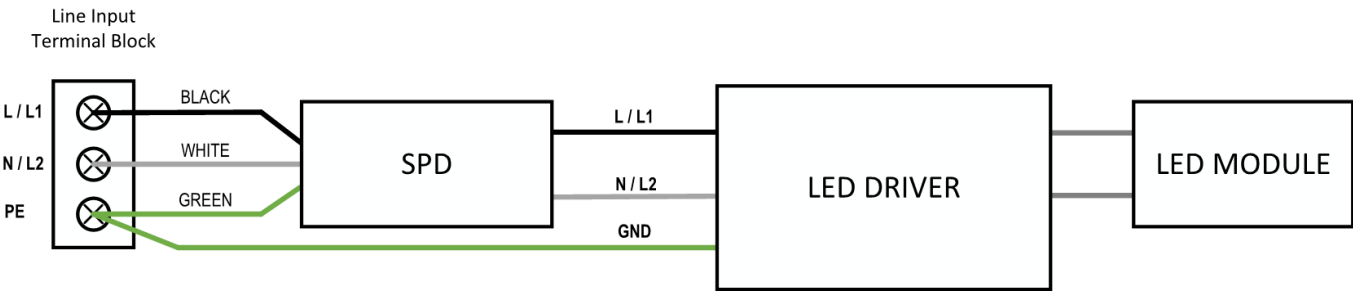 Line Input
Terminal Block
L / L1
BLACK
L / L1
N / L2
WHITE
SPD
N / L2
LED DRIVER
LED MODULE
PE
GREEN
GND